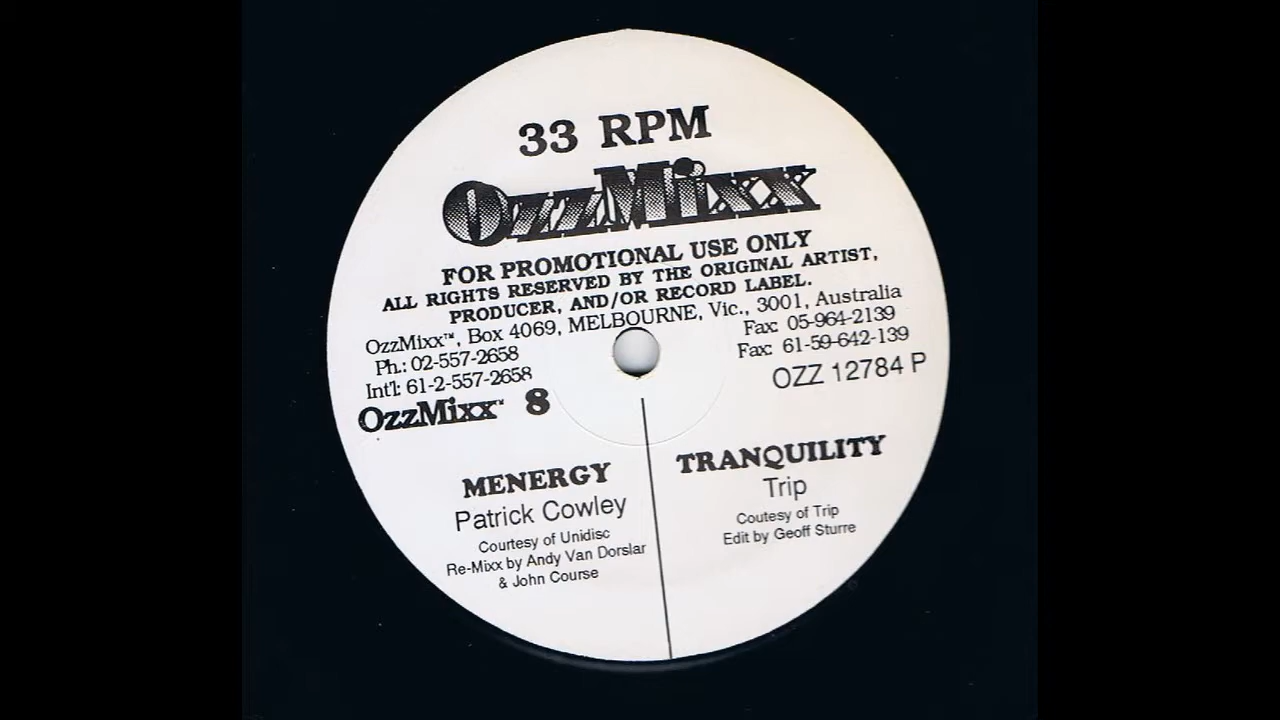 33 RPM
OzzMixx
FOR PROMOTIONAL USE ONLY
ALL RIGHTS RESERVED BY THE ORIGINAL ARTIST,
PRODUCER, AND/OR RECORD LABEL.
OzzMixx™, Box 4069, MELBOURNE, Vic., 3001, Australia
Ph.: 02-557-2658
Fax: 05-964-2139
Int'l: 61-2-557-2658
Fax: 61-59-642-139
OzzMixx™ 8
OZZ 12784 P
MENERGY
Patrick Cowley
Courtesy of Unidisc
Re-Mixx by Andy Van Dorslar
& John Course
TRANQUILITY
Trip
Coutesy of Trip
Edit by Geoff Sturre